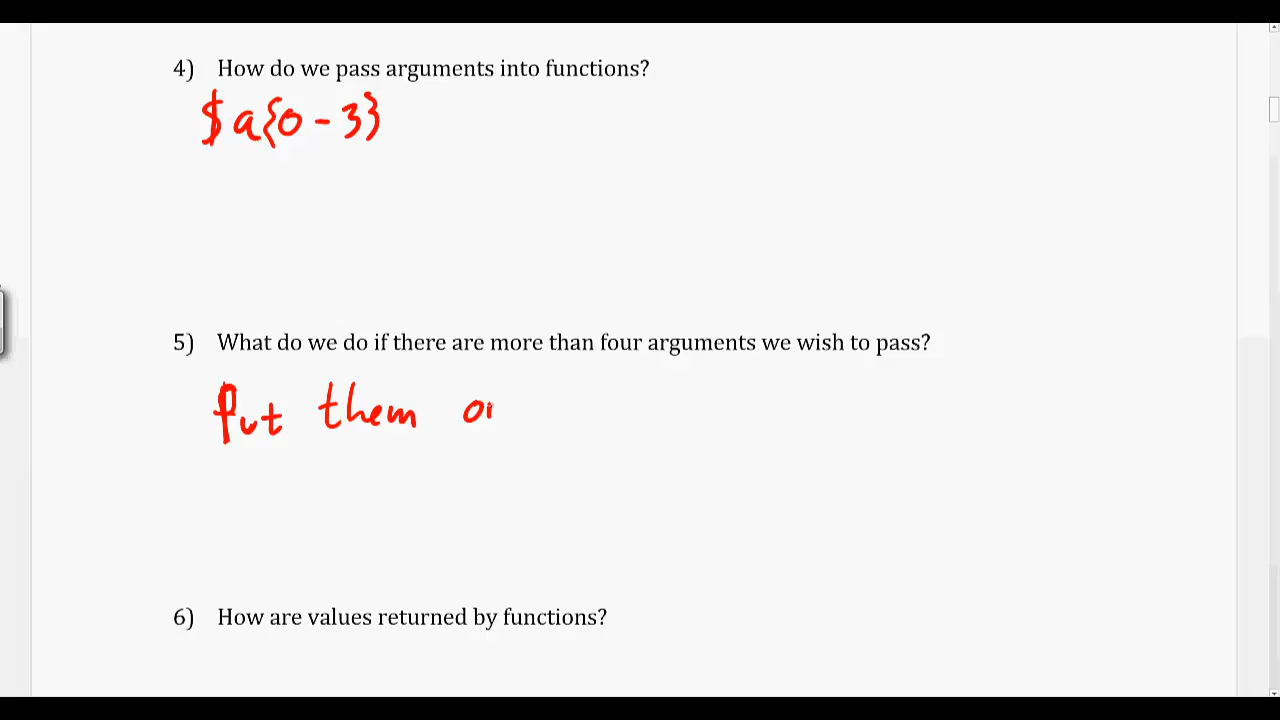 4) How do we pass arguments into functions?
$a{0-3}
5) What do we do if there are more than four arguments we wish to pass?
Put them
6) How are values returned by functions?